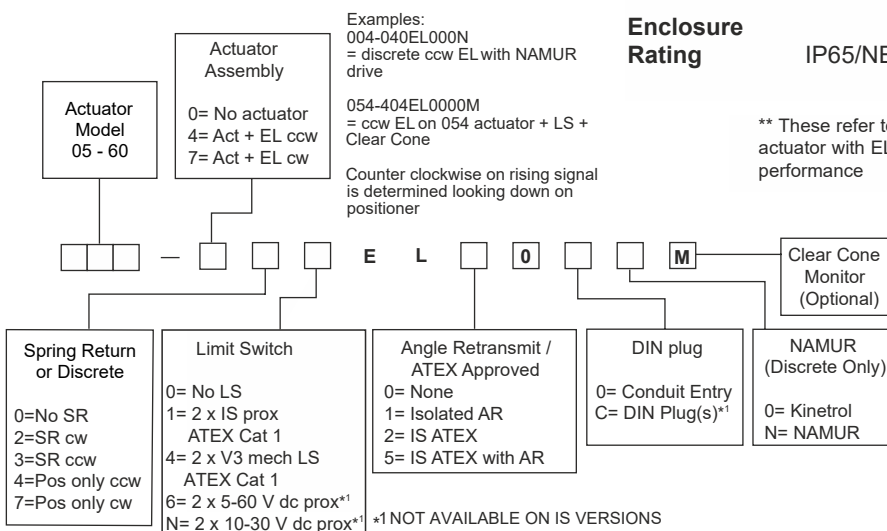 Examples:
004-040EL000N
= discrete ccw EL with NAMUR
drive
054-404EL0000M
= ccw EL on 054 actuator + LS +
Clear Cone
Counter clockwise on rising signal
is determined looking down on
positioner
Enclosure
Rating
IP65/NE
** These refer to
actuator with EL
performance
Actuator
Model
05 - 60
Actuator
Assembly
0= No actuator
4= Act + EL ccw
7= Act + EL cw
— E L 0 M
Clear Cone
Monitor
(Optional)
Spring Return
or Discrete
0=No SR
2=SR cw
3=SR ccw
4=Pos only ccw
7=Pos only cw
Limit Switch
0= No LS
1= 2 x IS prox
ATEX Cat 1
4= 2 x V3 mech LS
ATEX Cat 1
6= 2 x 5-60 V dc prox*1
N= 2 x 10-30 V dc prox*1
Angle Retransmit /
ATEX Approved
0= None
1= Isolated AR
2= IS ATEX
5= IS ATEX with AR
DIN plug
0= Conduit Entry
C= DIN Plug(s)*1
NAMUR
(Discrete Only)
0= Kinetrol
N= NAMUR
*1 NOT AVAILABLE ON IS VERSIONS